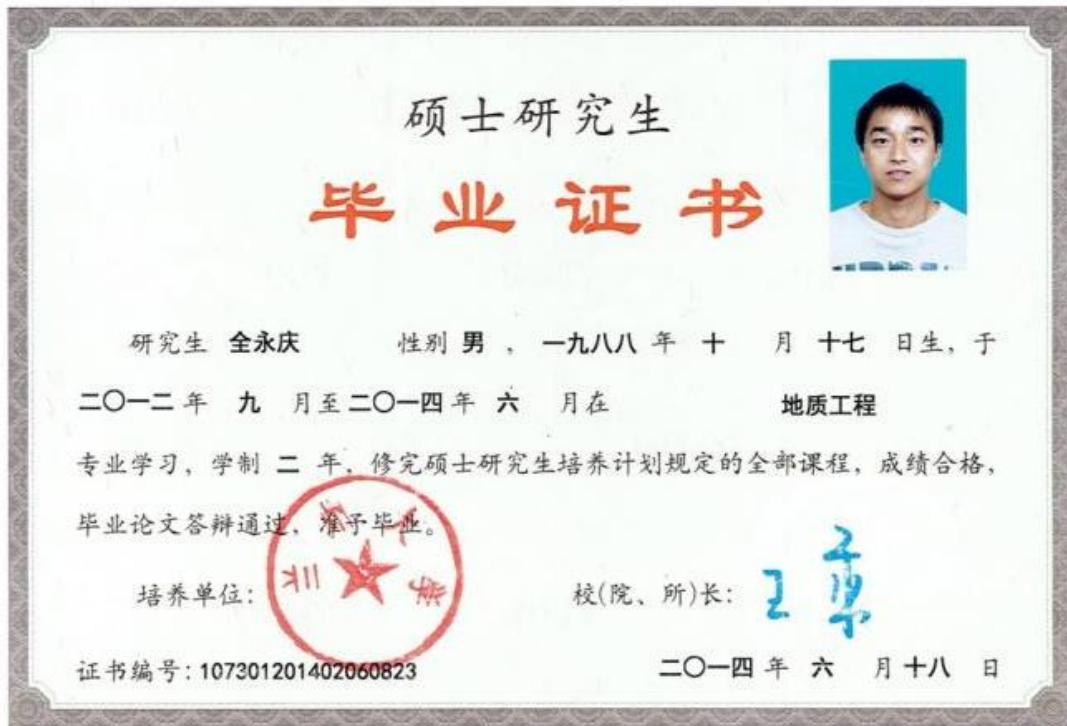 硕士研究生
毕业证书
研究生 全永庆 性别 男 ，一九八八 年 十 月 十七 日生，于
二〇一二 年 九 月至 二〇一四 年 六 月在 地质工程
专业学习，学制 二 年，修完硕士研究生培养计划规定的全部课程，成绩合格，
毕业论文答辩通过，准予毕业。
培养单位： 校(院、所)长： 王乘
证书编号：107301201402060823 二〇一四 年 六 月 十八 日